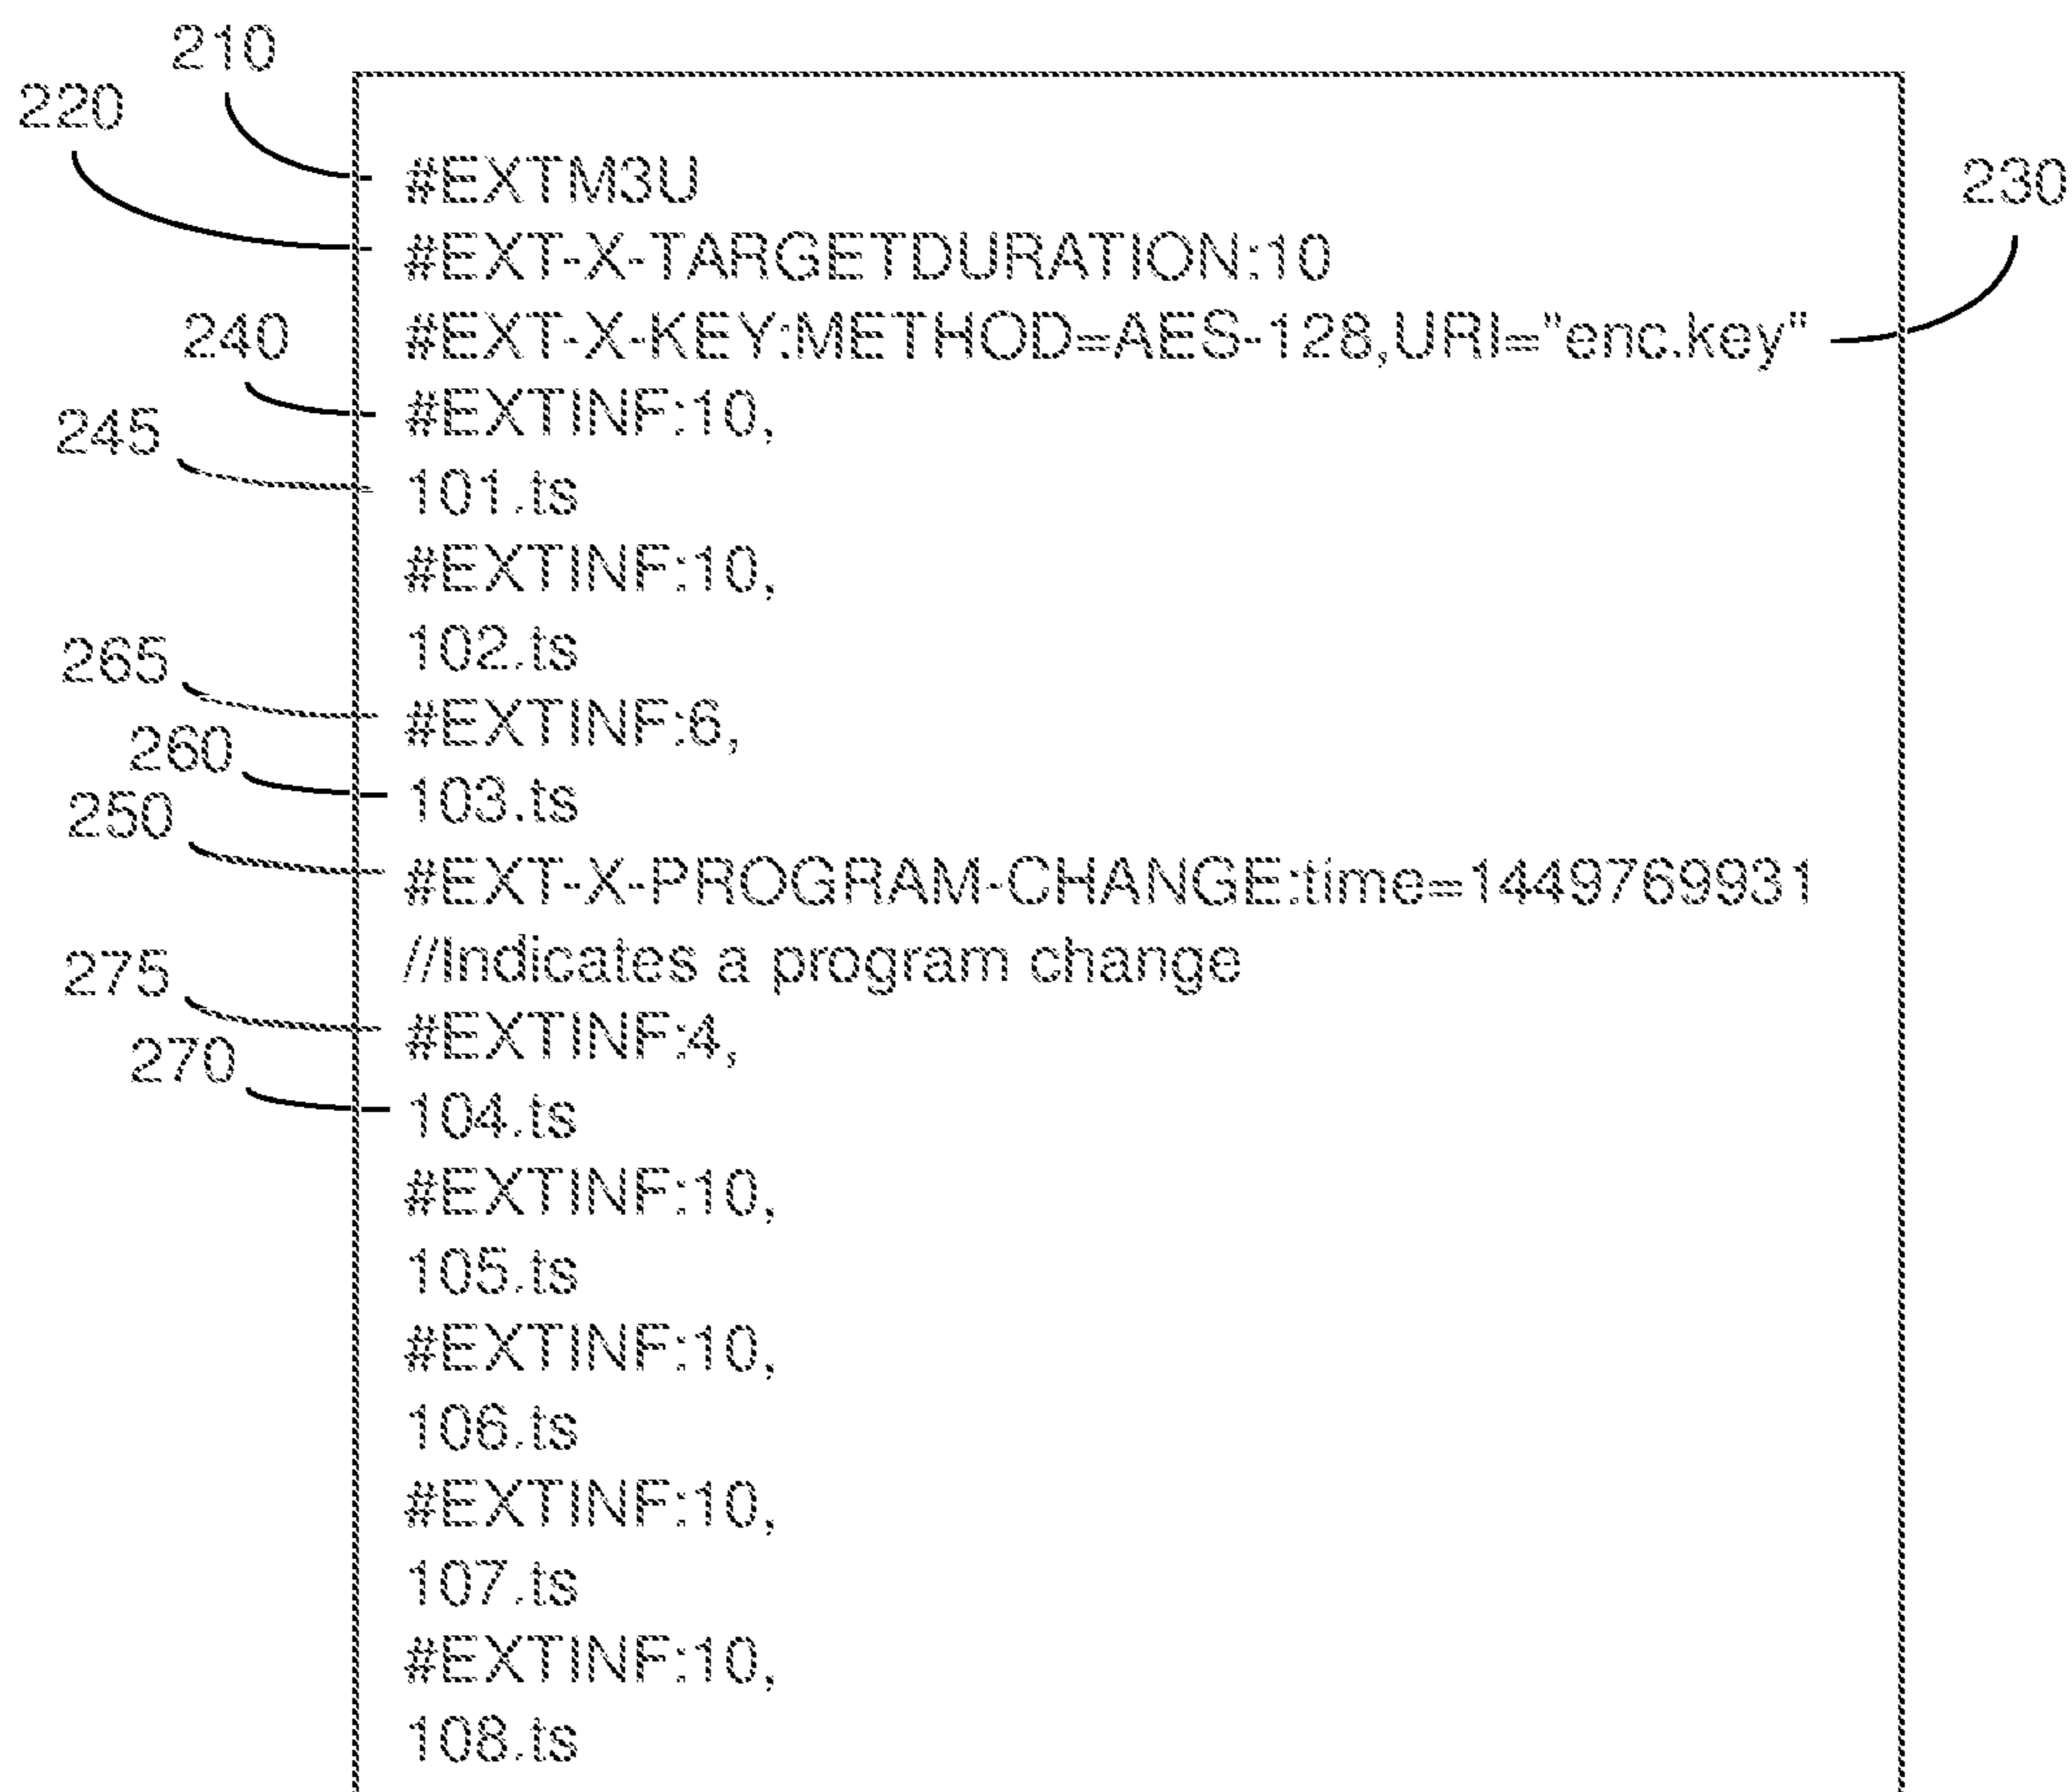 210
220
#EXTM3U
230
#EXT-X-TARGETDURATION:10
240
#EXT-X-KEY:METHOD=AES-128,URI="enc.key"
245
#EXTINF:10,
101.ts
#EXTINF:10,
102.ts
265
#EXTINF:6,
260
103.ts
250
#EXT-X-PROGRAM-CHANGE:time=1449769931
275
//Indicates a program change
#EXTINF:4,
270
104.ts
#EXTINF:10,
105.ts
#EXTINF:10,
106.ts
#EXTINF:10,
107.ts
#EXTINF:10,
108.ts